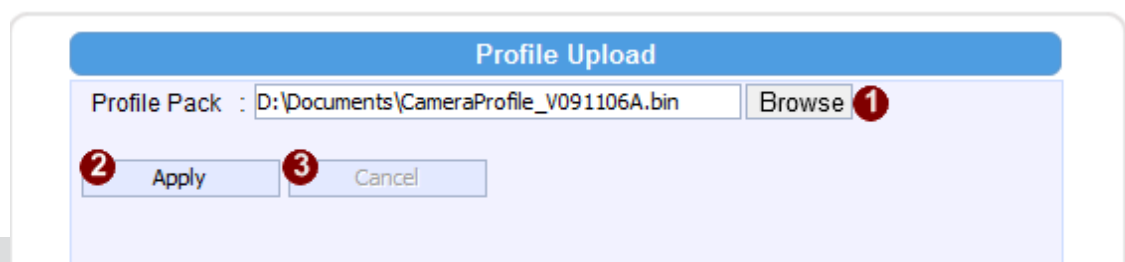 Profile Upload
Profile Pack : D:\Documents\CameraProfile_V091106A.bin Browse 1
2 Apply 3 Cancel